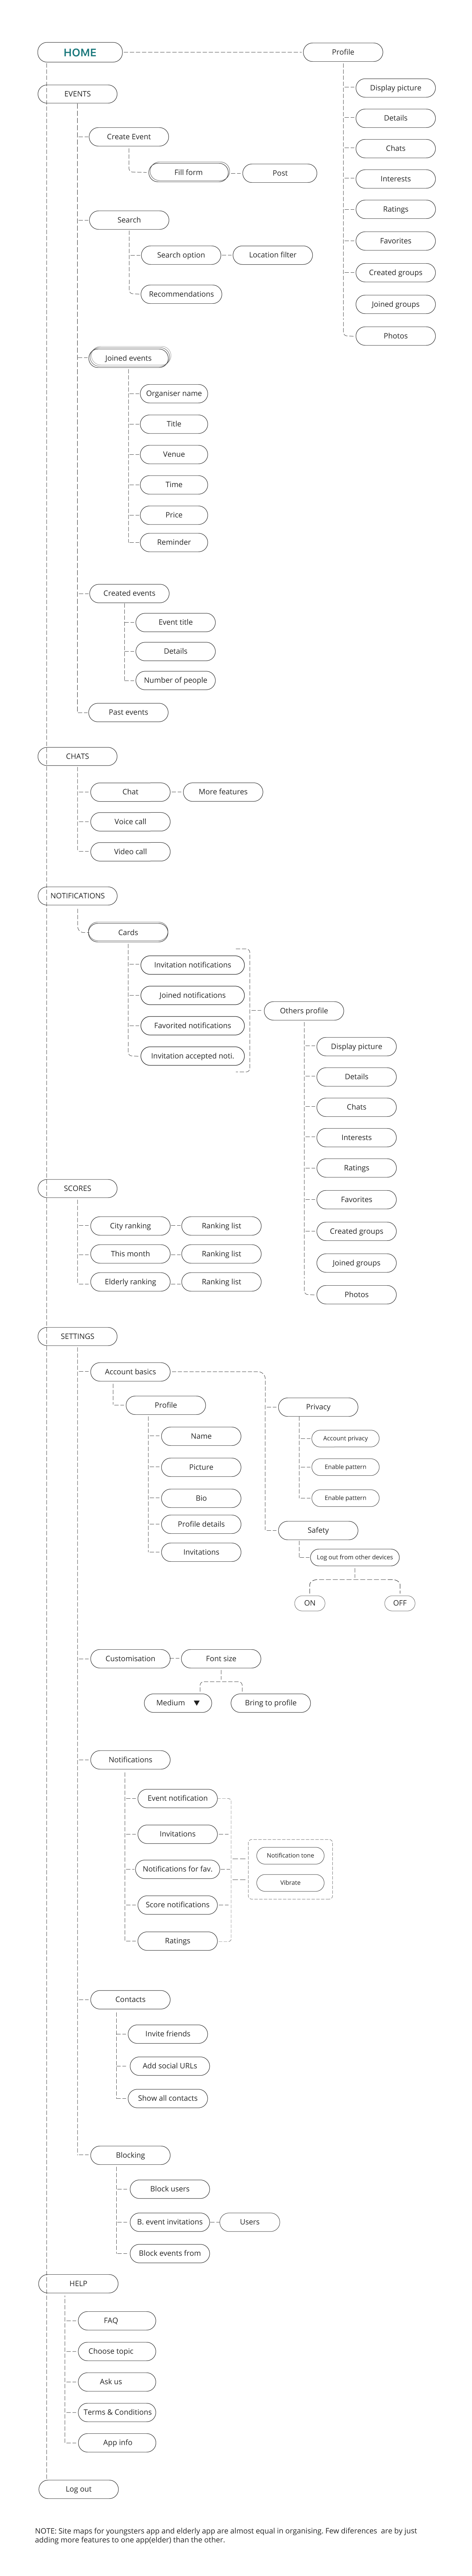 HOME
Profile
Display picture
Details
Chats
Interests
Ratings
Favorites
Created groups
Joined groups
Photos
EVENTS
Create Event
Fill form
Post
Search
Search option
Location filter
Recommendations
Joined events
Organiser name
Title
Venue
Time
Price
Reminder
Created events
Event title
Details
Number of people
Past events
CHATS
Chat
More features
Voice call
Video call
NOTIFICATIONS
Cards
Invitation notifications
Joined notifications
Favorited notifications
Invitation accepted noti.
Others profile
Display picture
Details
Chats
Interests
Ratings
Favorites
Created groups
Joined groups
Photos
SCORES
City ranking
Ranking list
This month
Ranking list
Elderly ranking
Ranking list
SETTINGS
Account basics
Profile
Name
Picture
Bio
Profile details
Invitations
Privacy
Account privacy
Enable pattern
Enable pattern
Safety
Log out from other devices
ON
OFF
Customisation
Font size
Medium ▼
Bring to profile
Notifications
Event notification
Invitations
Notifications for fav.
Score notifications
Ratings
Notification tone
Vibrate
Contacts
Invite friends
Add social URLs
Show all contacts
Blocking
Block users
B. event invitations
Users
Block events from
HELP
FAQ
Choose topic
Ask us
Terms & Conditions
App info
Log out
NOTE: Site maps for youngsters app and elderly app are almost equal in organising. Few diferences are by just
adding more features to one app(elder) than the other.